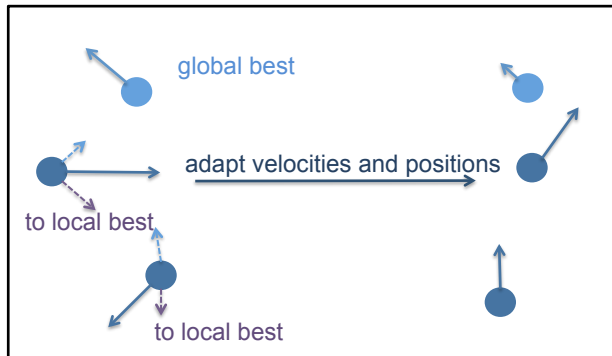 global best
adapt velocities and positions
to local best
to local best